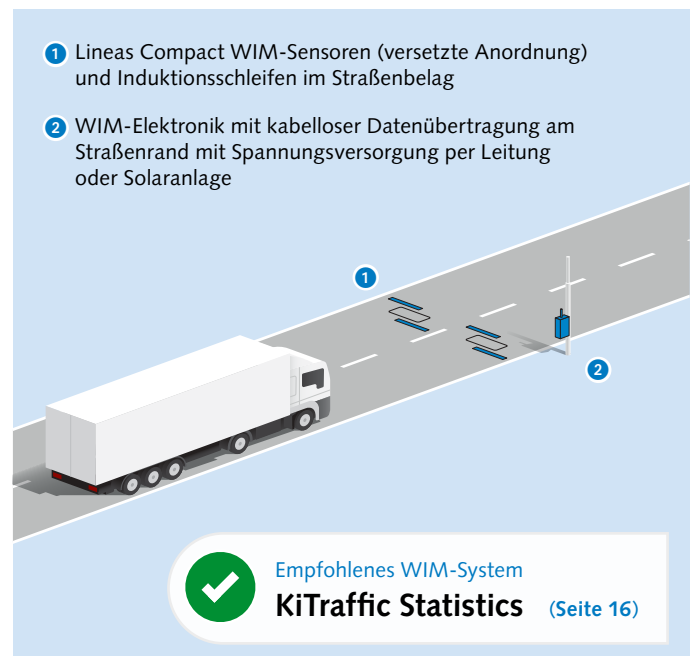 1 Lineas Compact WIM-Sensoren (versetzte Anordnung)
und Induktionsschleifen im Straßenbelag
2 WIM-Elektronik mit kabelloser Datenübertragung am
Straßenrand mit Spannungsversorgung per Leitung
oder Solaranlage
1
2
Empfohlenes WIM-System
KiTraffic Statistics (Seite 16)